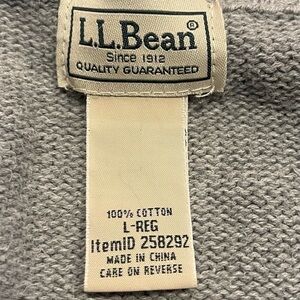 L.L.Bean®
Since 1912
QUALITY GUARANTEED
100% COTTON
L-REG
ItemID 258292
MADE IN CHINA
CARE ON REVERSE